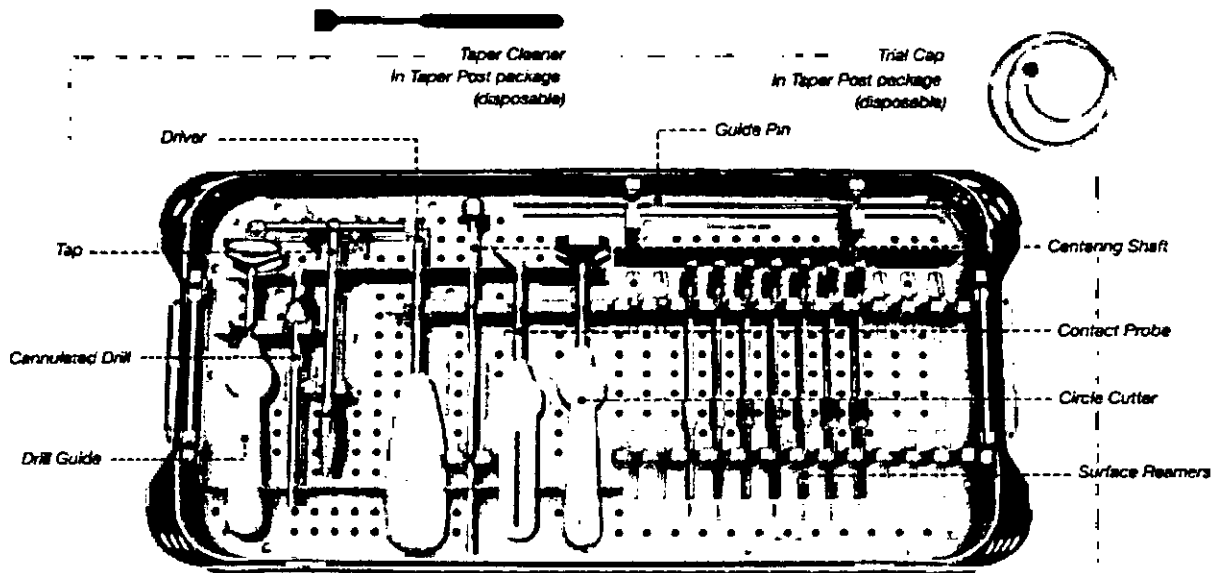 Taper Cleaner
In Taper Post package
(disposable)
Trial Cap
In Taper Post package
(disposable)
Driver
Guide Pin
Tap
Centering Shaft
Contact Probe
Cannulated Drill
Circle Cutter
Drill Guide
Surface Reamers